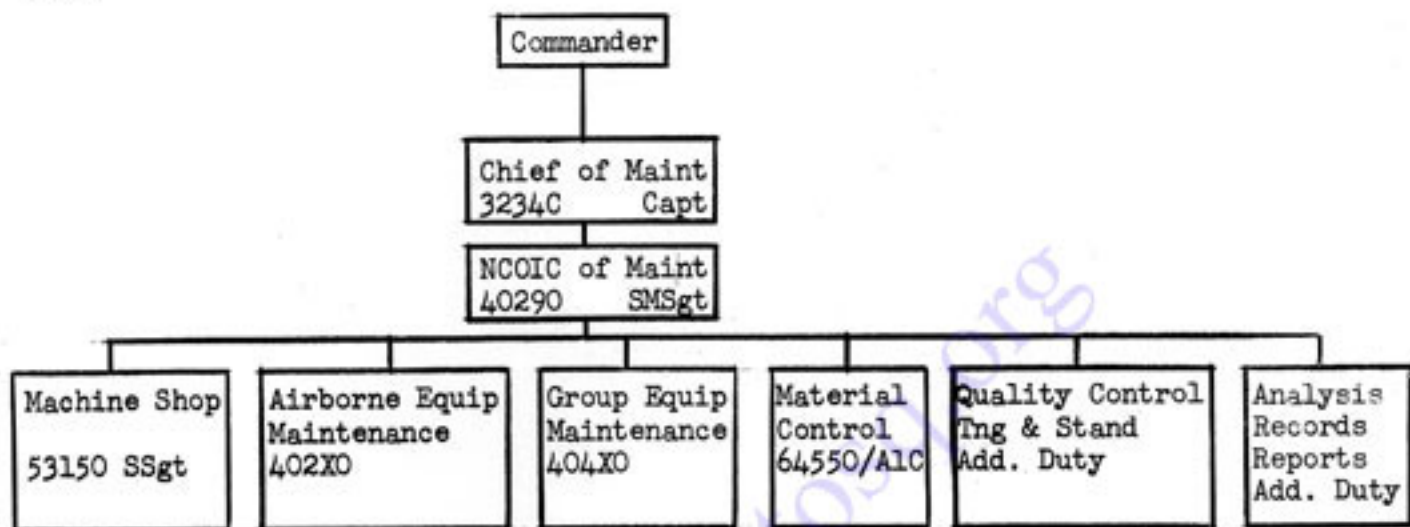 Commander
Chief of Maint
3234C Capt
NCOIC of Maint
40290 SMSgt
Machine Shop
53150 SSgt
Airborne Equip
Maintenance
402X0
Group Equip
Maintenance
404X0
Material
Control
64550/A1C
Quality Control
Tng & Stand
Add. Duty
Analysis
Records
Reports
Add. Duty